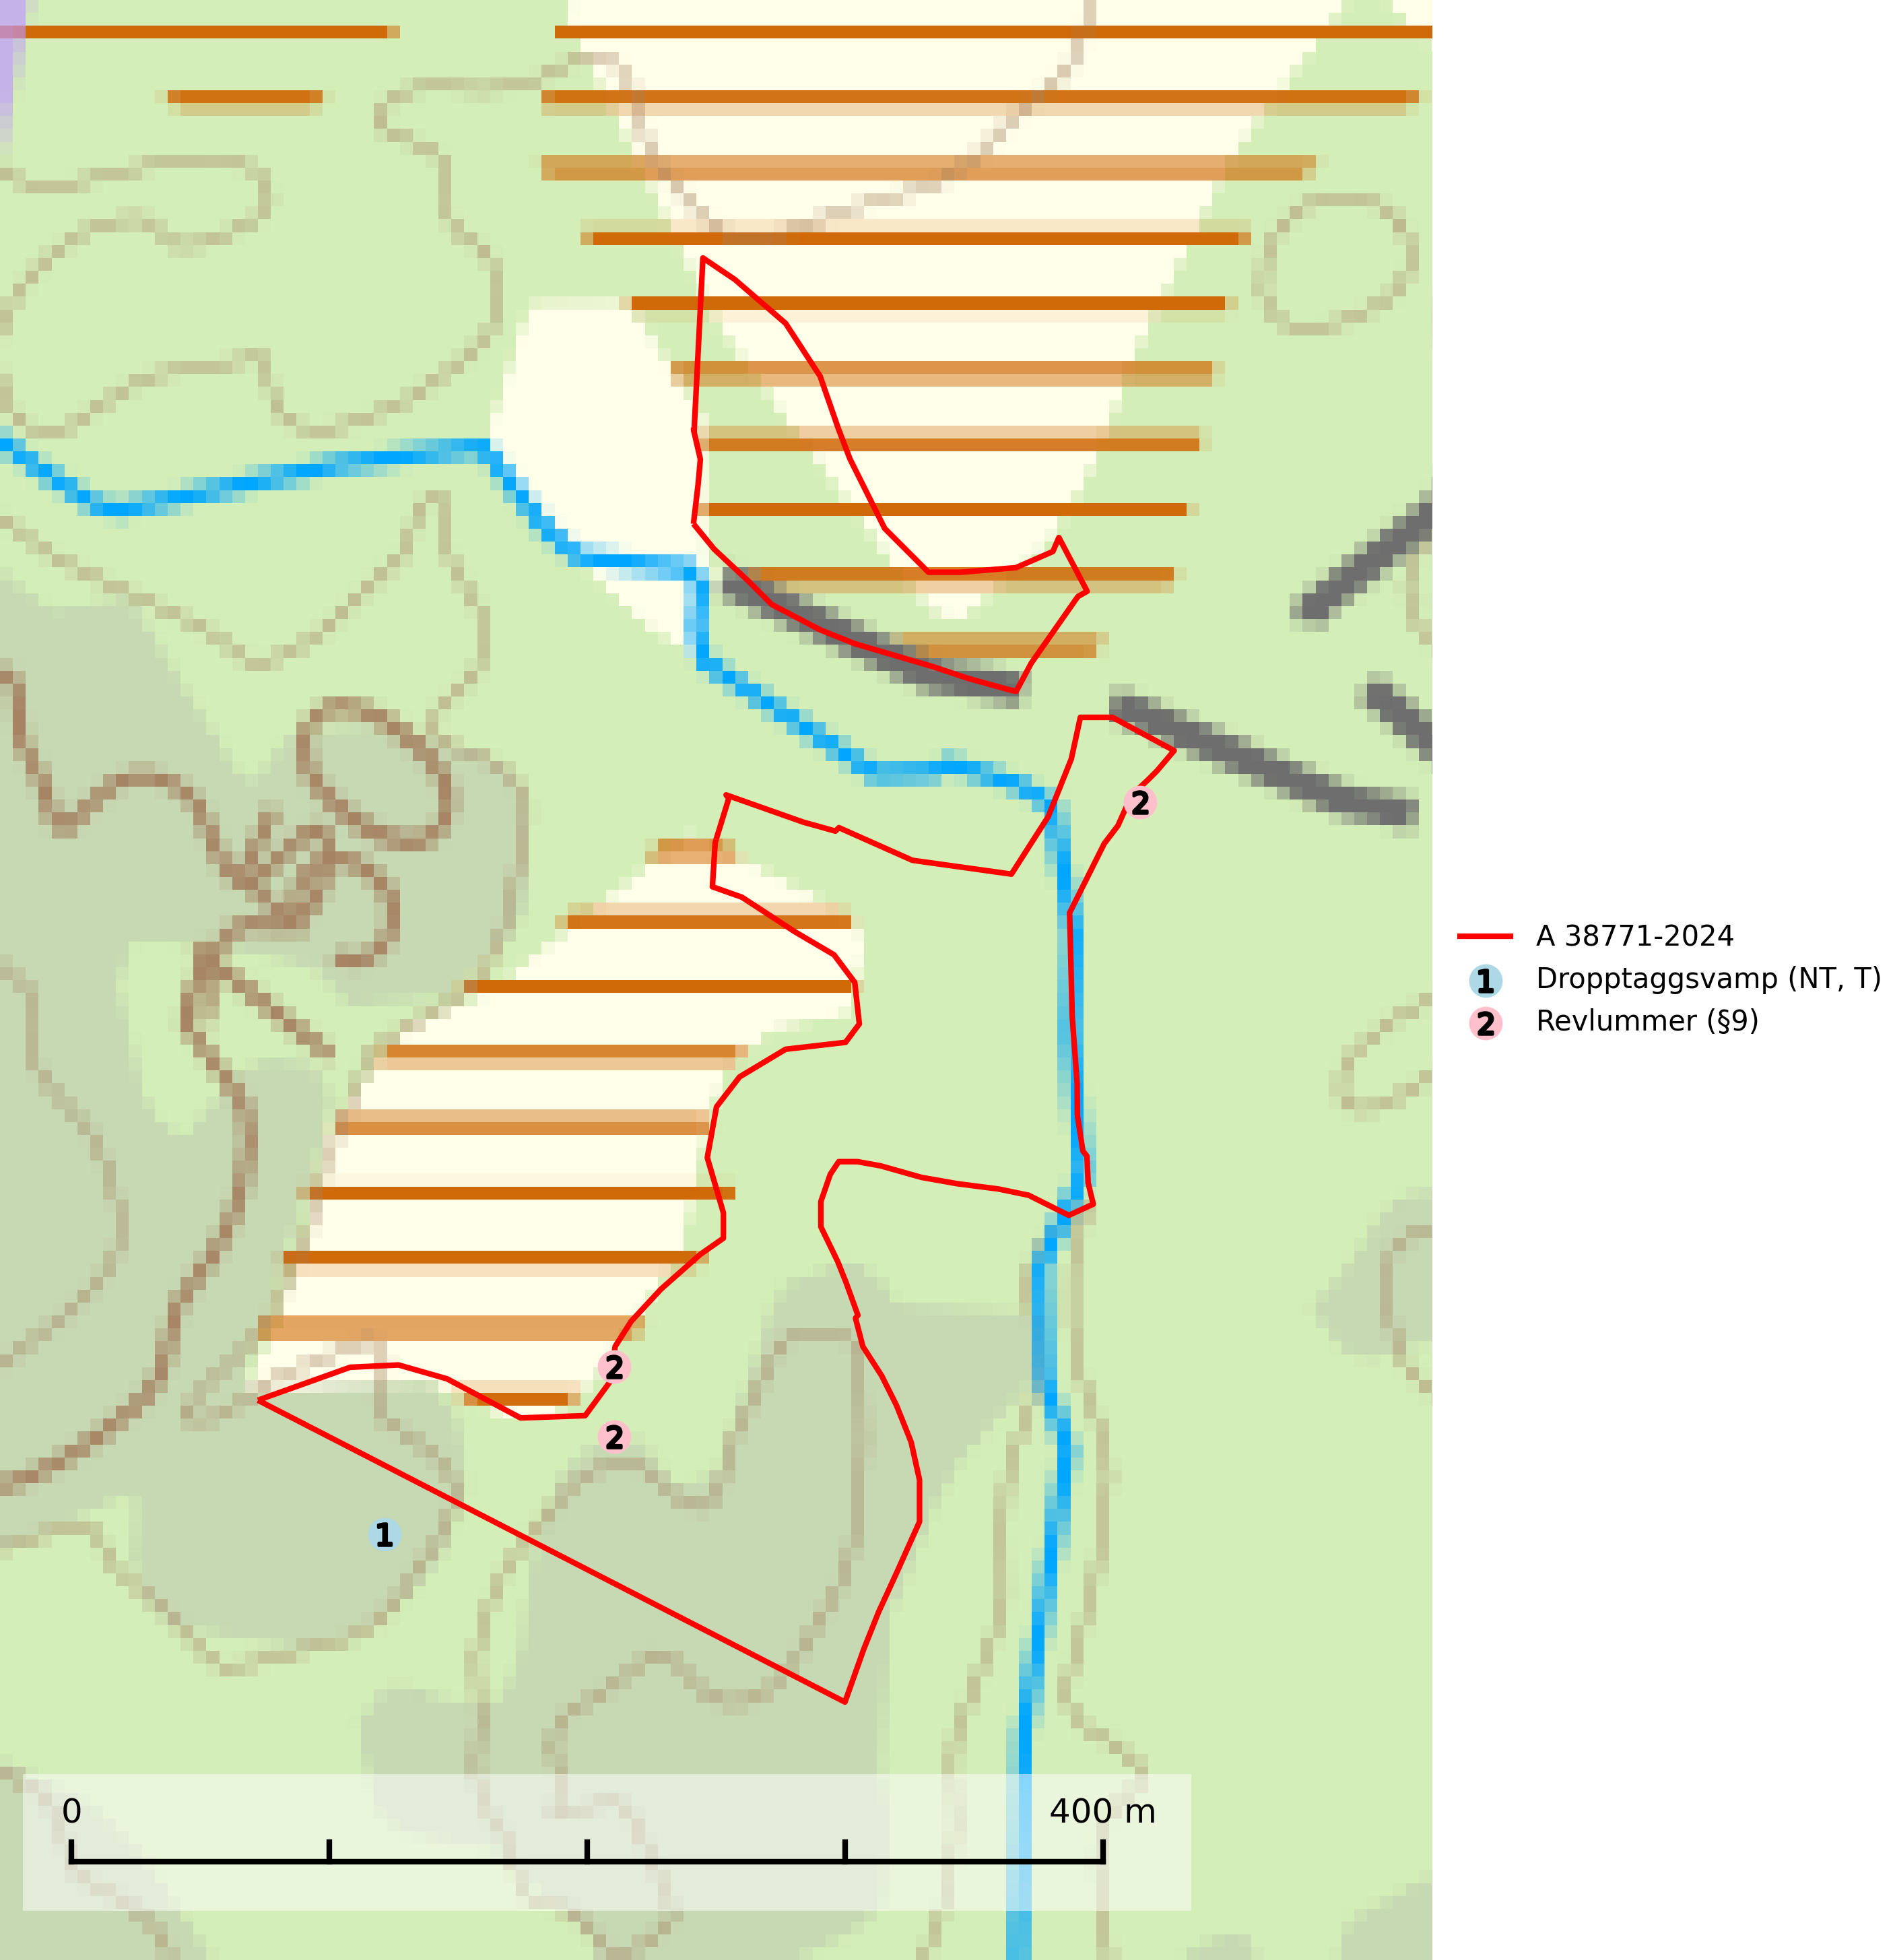 2
A 38771-2024
1 Dropptaggsvamp (NT, T)
2 Revlummer (§9)
2
2
1
0 400 m